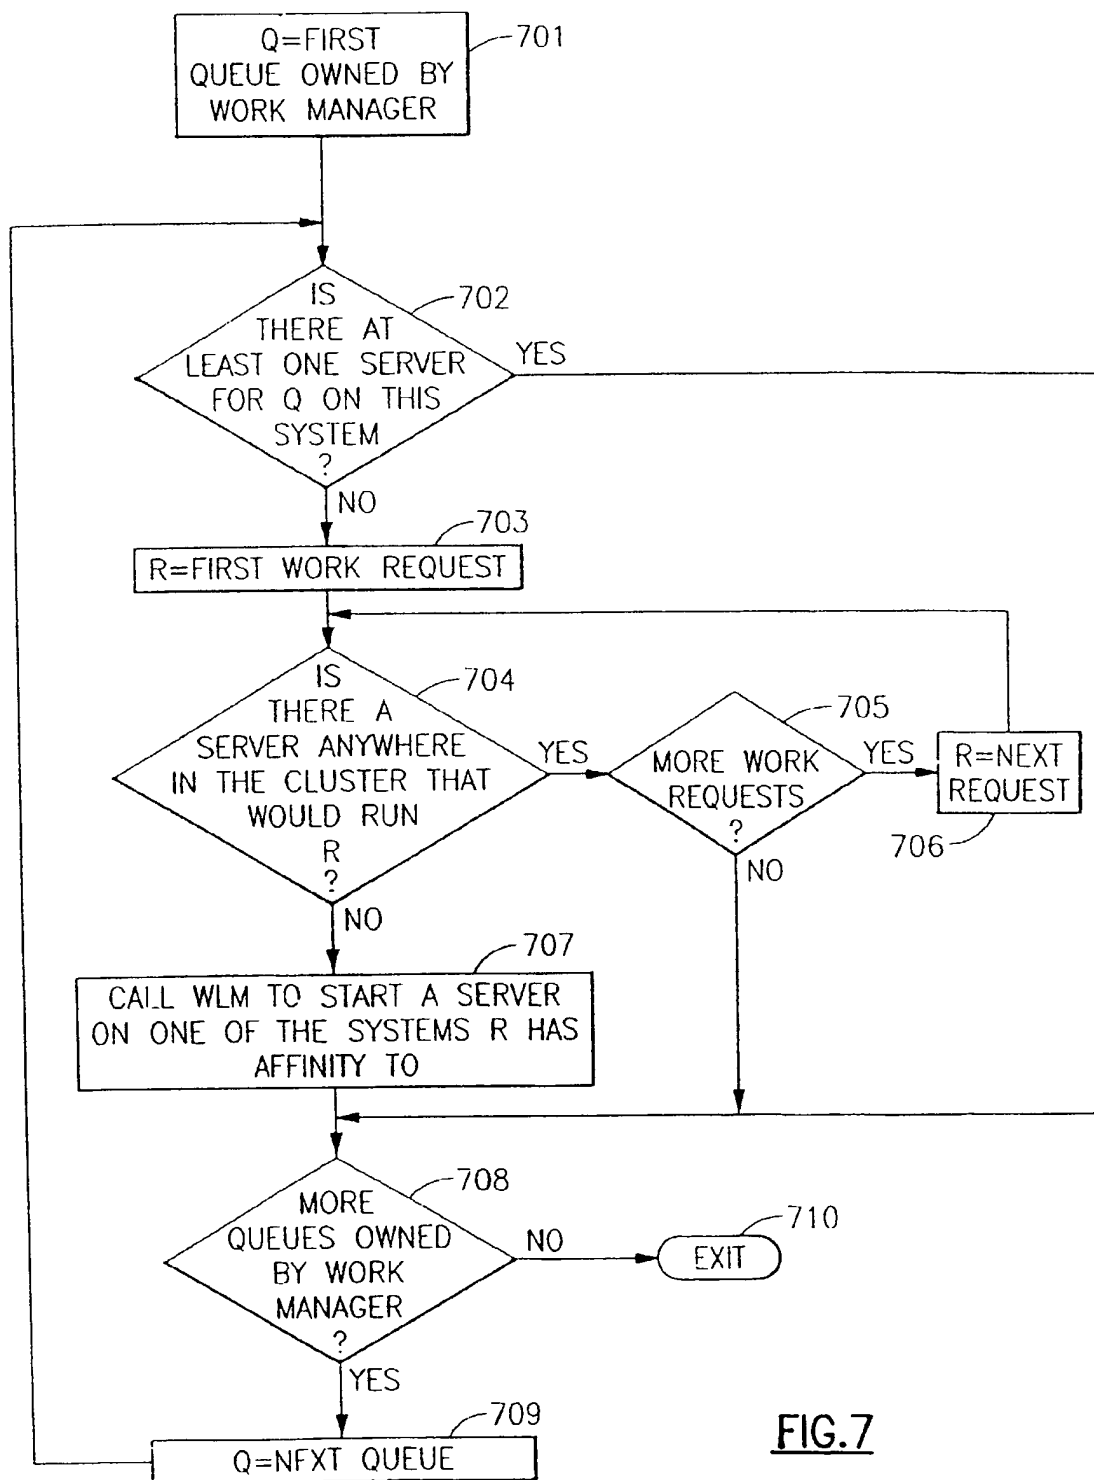 Q=FIRST
QUEUE OWNED BY
WORK MANAGER
701
IS
THERE AT
LEAST ONE SERVER
FOR Q ON THIS
SYSTEM
?
702
YES
NO
703
R=FIRST WORK REQUEST
IS
THERE A
SERVER ANYWHERE
IN THE CLUSTER THAT
WOULD RUN
R
?
704
YES
NO
MORE WORK
REQUESTS
?
705
YES
NO
R=NEXT
REQUEST
706
707
CALL WLM TO START A SERVER
ON ONE OF THE SYSTEMS R HAS
AFFINITY TO
MORE
QUEUES OWNED
BY WORK
MANAGER
?
708
NO
710
EXIT
YES
709
Q=NEXT QUEUE
FIG.7